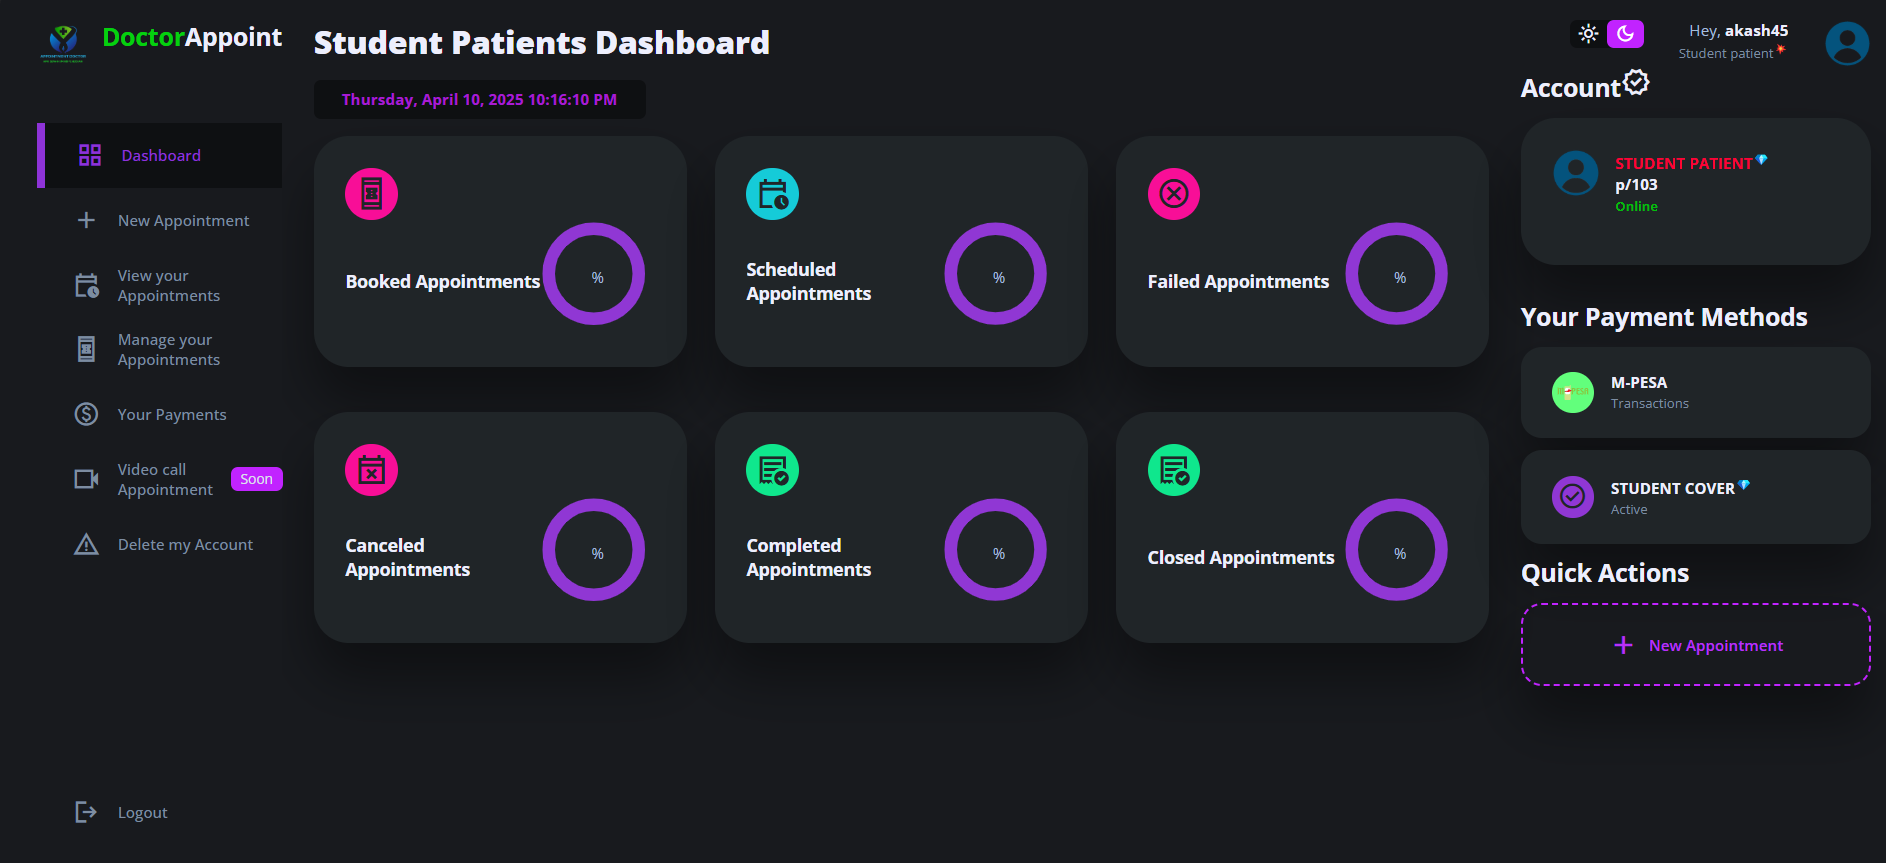 DoctorAppoint
Dashboard
New Appointment
View your
Appointments
Manage your
Appointments
Your Payments
Video call
Appointment
Soon
Delete my Account
Logout
Student Patients Dashboard
Thursday, April 10, 2025 10:16:10 PM
Booked Appointments
%
Scheduled
Appointments
%
Failed Appointments
%
Canceled
Appointments
%
Completed
Appointments
%
Closed Appointments
%
Hey, akash45
Student patient
Account
STUDENT PATIENT
p/103
Online
Your Payment Methods
M-PESA
Transactions
STUDENT COVER
Active
Quick Actions
New Appointment